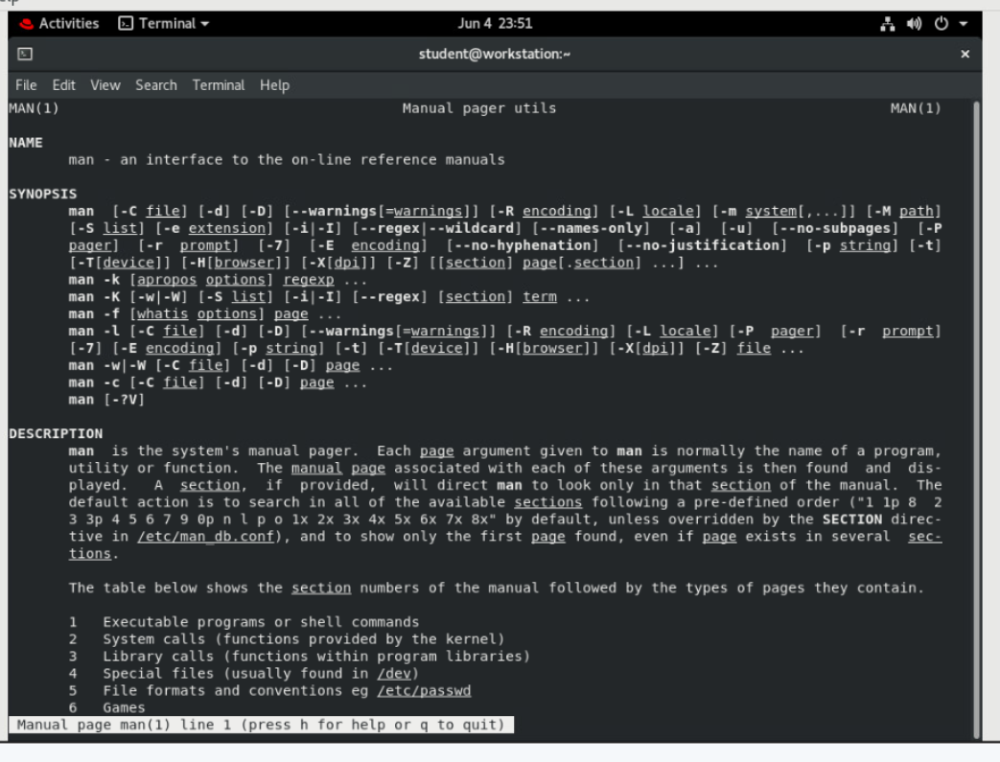 Activities Terminal Jun 4 23:51
student@workstation:~ ×
File Edit View Search Terminal Help
MAN(1) Manual pager utils MAN(1)
NAME
man - an interface to the on-line reference manuals
SYNOPSIS
man [-C file] [-d] [-D] [--warnings[=warnings]] [-R encoding] [-L locale] [-m system[,...]] [-M path]
[-S list] [-e extension] [-i|-I] [--regex|--wildcard] [--names-only] [-a] [-u] [--no-subpages] [-P
pager] [-r prompt] [-7] [-E encoding] [--no-hyphenation] [--no-justification] [-p string] [-t]
[-T[device]] [-H[browser]] [-X[dpi]] [-Z] [[section] page[.section] ...] ...
man -k [apropos options] regexp ...
man -K [-w|-W] [-S list] [-i|-I] [--regex] [section] term ...
man -f [whatis options] page ...
man -l [-C file] [-d] [-D] [--warnings[=warnings]] [-R encoding] [-L locale] [-P pager] [-r prompt]
[-7] [-E encoding] [-p string] [-t] [-T[device]] [-H[browser]] [-X[dpi]] [-Z] file ...
man -w|-W [-C file] [-d] [-D] page ...
man -c [-C file] [-d] [-D] page ...
man [-?V]
DESCRIPTION
man is the system's manual pager. Each page argument given to man is normally the name of a program,
utility or function. The manual page associated with each of these arguments is then found and dis-
played. A section, if provided, will direct man to look only in that section of the manual. The
default action is to search in all of the available sections following a pre-defined order ("1 1p 8 2
3 3p 4 5 6 7 9 0p n l p o 1x 2x 3x 4x 5x 6x 7x 8x" by default, unless overridden by the SECTION direc-
tive in /etc/man_db.conf), and to show only the first page found, even if page exists in several sec-
tions.
The table below shows the section numbers of the manual followed by the types of pages they contain.
1 Executable programs or shell commands
2 System calls (functions provided by the kernel)
3 Library calls (functions within program libraries)
4 Special files (usually found in /dev)
5 File formats and conventions eg /etc/passwd
6 Games
Manual page man(1) line 1 (press h for help or q to quit)